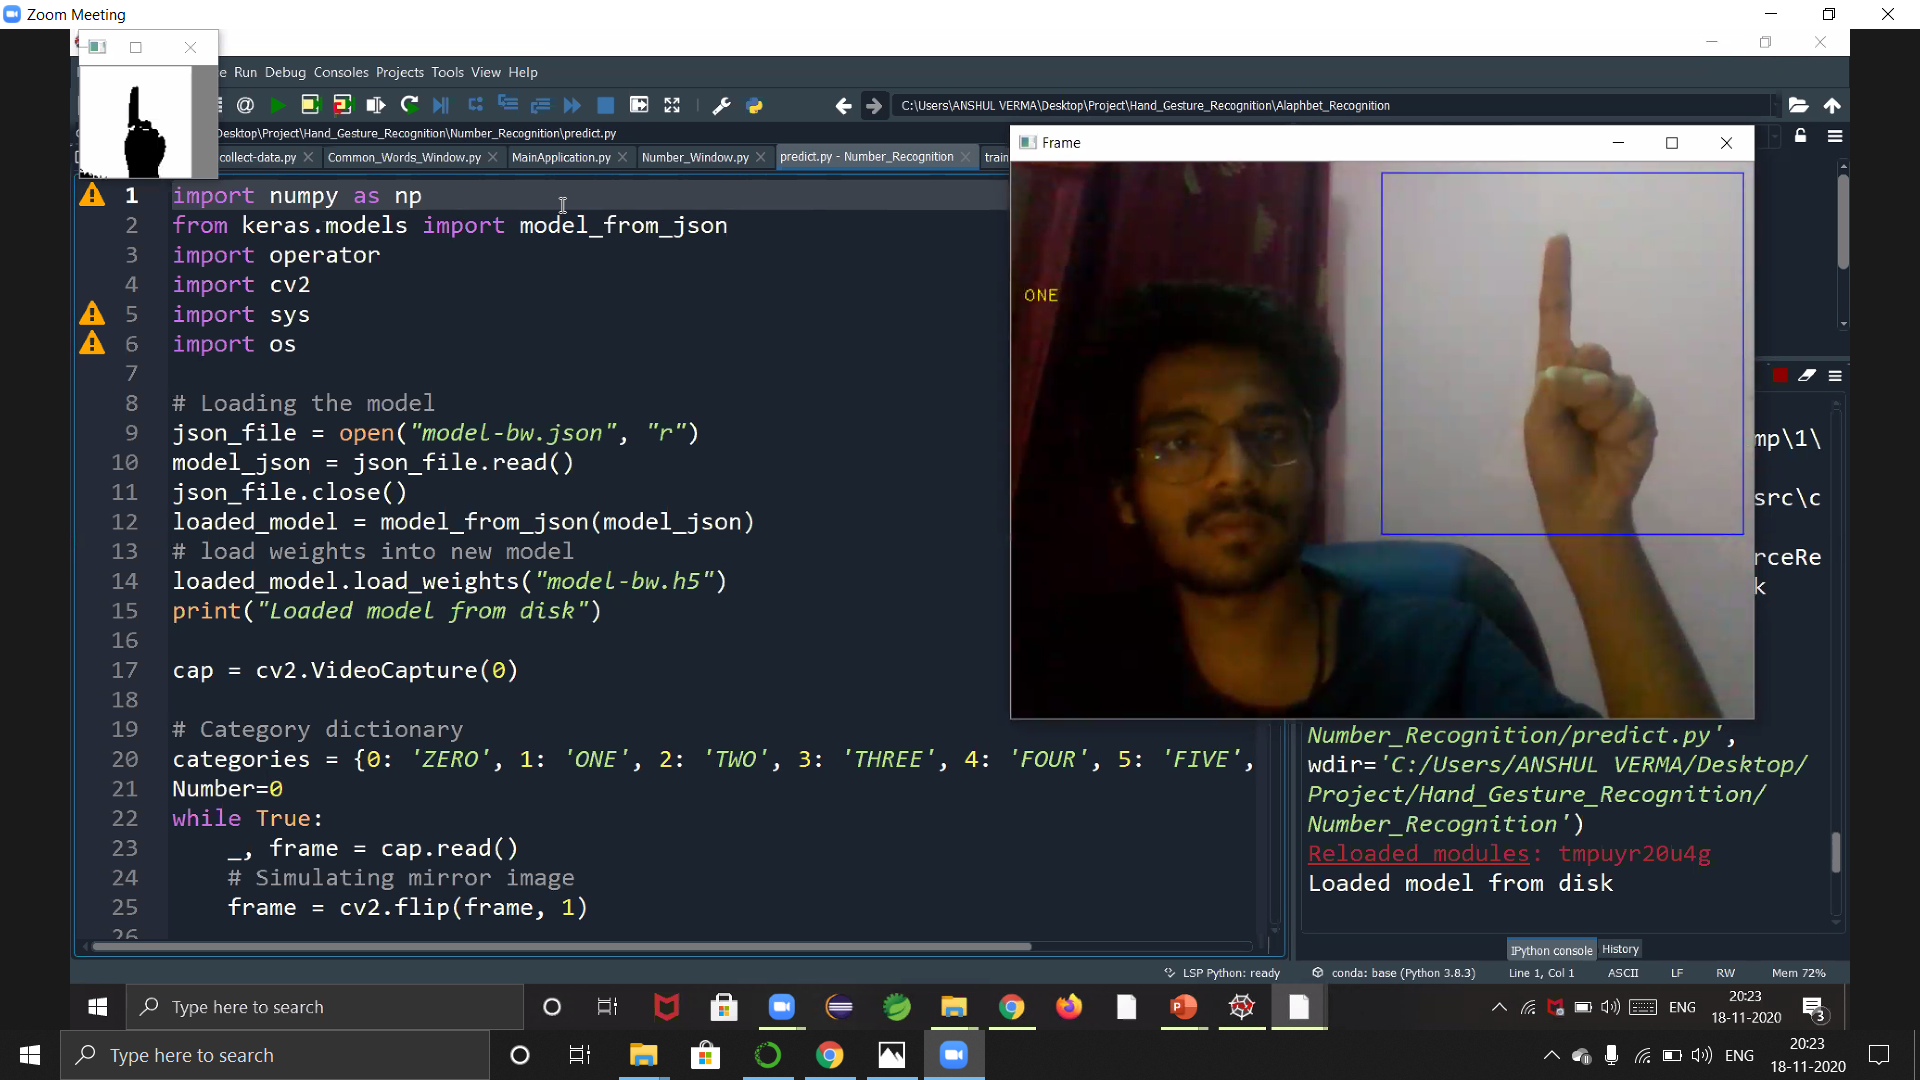 Zoom Meeting
e Run Debug Consoles Projects Tools View Help
C:\Users\ANSHUL VERMA\Desktop\Project\Hand_Gesture_Recognition\Alaphbet_Recognition
Desktop\Project\Hand_Gesture_Recognition\Number_Recognition\predict.py
collect-data.py Common_Words_Window.py MainApplication.py Number_Window.py predict.py - Number_Recognition train
Frame
ONE
1 import numpy as np
2 from keras.models import model_from_json
3 import operator
4 import cv2
5 import sys
6 import os
7
8 # Loading the model
9 json_file = open("model-bw.json", "r")
10 model_json = json_file.read()
11 json_file.close()
12 loaded_model = model_from_json(model_json)
13 # load weights into new model
14 loaded_model.load_weights("model-bw.h5")
15 print("Loaded model from disk")
16
17 cap = cv2.VideoCapture(0)
18
19 # Category dictionary
20 categories = {0: 'ZERO', 1: 'ONE', 2: 'TWO', 3: 'THREE', 4: 'FOUR', 5: 'FIVE',
21 Number=0
22 while True:
23 _, frame = cap.read()
24 # Simulating mirror image
25 frame = cv2.flip(frame, 1)
26
mp\1\
src\c
rceRe
k
Number_Recognition/predict.py',
wdir='C:/Users/ANSHUL VERMA/Desktop/
Project/Hand_Gesture_Recognition/
Number_Recognition')
Reloaded modules: tmpuyr20u4g
Loaded model from disk
IPython console History
LSP Python: ready conda: base (Python 3.8.3) Line 1, Col 1 ASCII LF RW Mem 72%
Type here to search ENG 20:23
18-11-2020 3
Type here to search ENG 20:23
18-11-2020